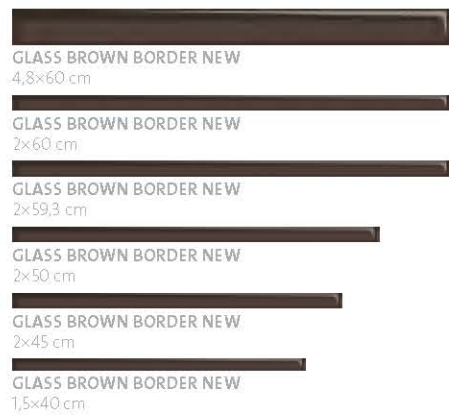 GLASS BROWN BORDER NEW
4,8×60 cm
GLASS BROWN BORDER NEW
2×60 cm
GLASS BROWN BORDER NEW
2×59,3 cm
GLASS BROWN BORDER NEW
2×50 cm
GLASS BROWN BORDER NEW
2×45 cm
GLASS BROWN BORDER NEW
1,5×40 cm